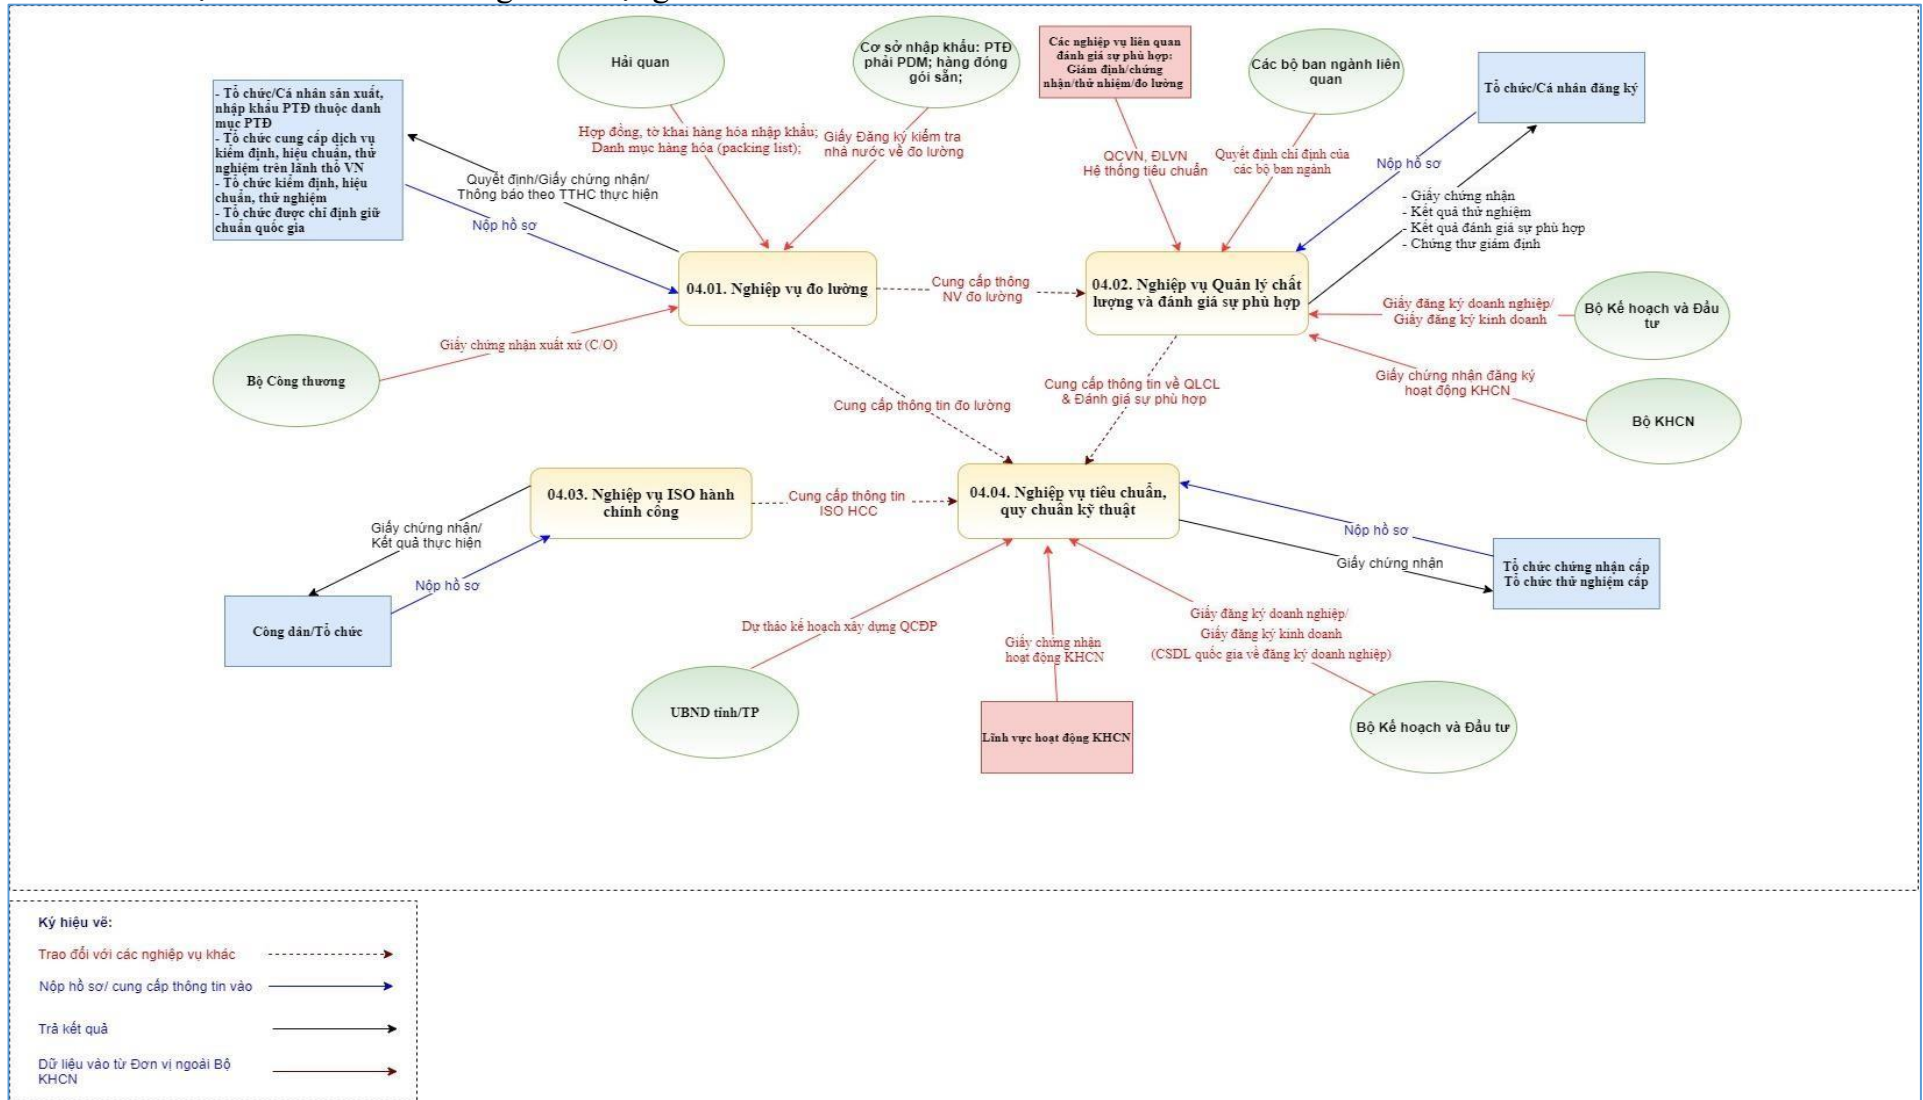 Hải quan
Cơ sở nhập khẩu: PTĐ
phải PDM; hàng đóng
gói sẵn;
Các nghiệp vụ liên quan
đánh giá sự phù hợp:
Giám định/chứng
nhận/thử nhiệm/đo lường
Các bộ ban ngành liên
quan
Tổ chức/Cá nhân đăng ký
- Tổ chức/Cá nhân sãn xuất,
nhập khẩu PTĐ thuộc danh
mục PTĐ
- Tổ chức cung cấp dịch vụ
kiểm định, hiệu chuẩn, thử
nghiệm trên lãnh thổ VN
- Tổ chức kiểm định, hiệu
chuẩn, thử nghiệm
- Tổ chức được chỉ định giữ
chuẩn quốc gia
Hợp đồng, tờ khai hàng hóa nhập khẩu;
Danh mục hàng hóa (packing list);
Giấy Đăng ký kiểm tra
nhà nước về đo lường
QCVN, ĐLVN
Hệ thống tiêu chuẩn
Quyết định chỉ định của
các bộ ban ngành
Nộp hồ sơ
Quyết định/Giấy chứng nhận/
Thông báo theo TTHC thực hiện
Nộp hồ sơ
- Giấy chứng nhận
- Kết quả thử nghiệm
- Kết quả đánh giá sự phù hợp
- Chứng thư giám định
04.01. Nghiệp vụ đo lường
Cung cấp thông
NV đo lường
04.02. Nghiệp vụ Quản lý chất
lượng và đánh giá sự phù hợp
Giấy đăng ký doanh nghiệp/
Giấy đăng ký kinh doanh
Bộ Kế hoạch và Đầu
tư
Giấy chứng nhận xuất xứ (C/O)
Bộ Công thương
Cung cấp thông tin đo lường
Cung cấp thông tin về QLCL
& Đánh giá sự phù hợp
Giấy chứng nhận đăng ký
hoạt động KHCN
Bộ KHCN
04.03. Nghiệp vụ ISO hành
chính công
Cung cấp thông tin
ISO HCC
04.04. Nghiệp vụ tiêu chuẩn,
quy chuẩn kỹ thuật
Giấy chứng nhận/
Kết quả thực hiện
Nộp hồ sơ
Nộp hồ sơ
Giấy chứng nhận
Tổ chức chứng nhận cấp
Tổ chức thử nghiệm cấp
Công dân/Tổ chức
Dự thảo kế hoạch xây dựng QCĐP
Giấy chứng nhận
hoạt động KHCN
Giấy đăng ký doanh nghiệp/
Giấy đăng ký kinh doanh
(CSDL quốc gia về đăng ký doanh nghiệp)
UBND tỉnh/TP
Lĩnh vực hoạt động KHCN
Bộ Kế hoạch và Đầu tư
Ký hiệu vẽ:
Trao đổi với các nghiệp vụ khác
Nộp hồ sơ/ cung cấp thông tin vào
Trả kết quả
Dữ liệu vào từ Đơn vị ngoài Bộ
KHCN